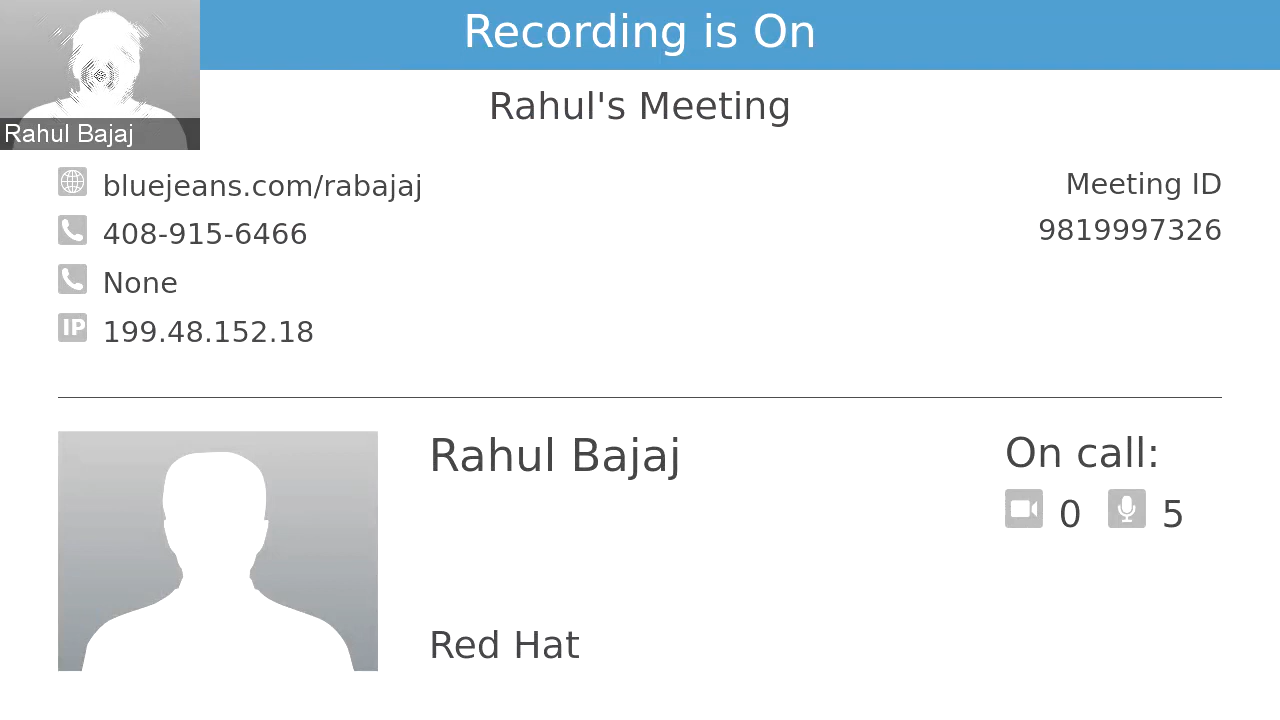 Recording is On
Rahul Bajaj
Rahul's Meeting
bluejeans.com/rabajaj
Meeting ID
408-915-6466
9819997326
None
IP 199.48.152.18
Rahul Bajaj
On call:
0 5
Red Hat